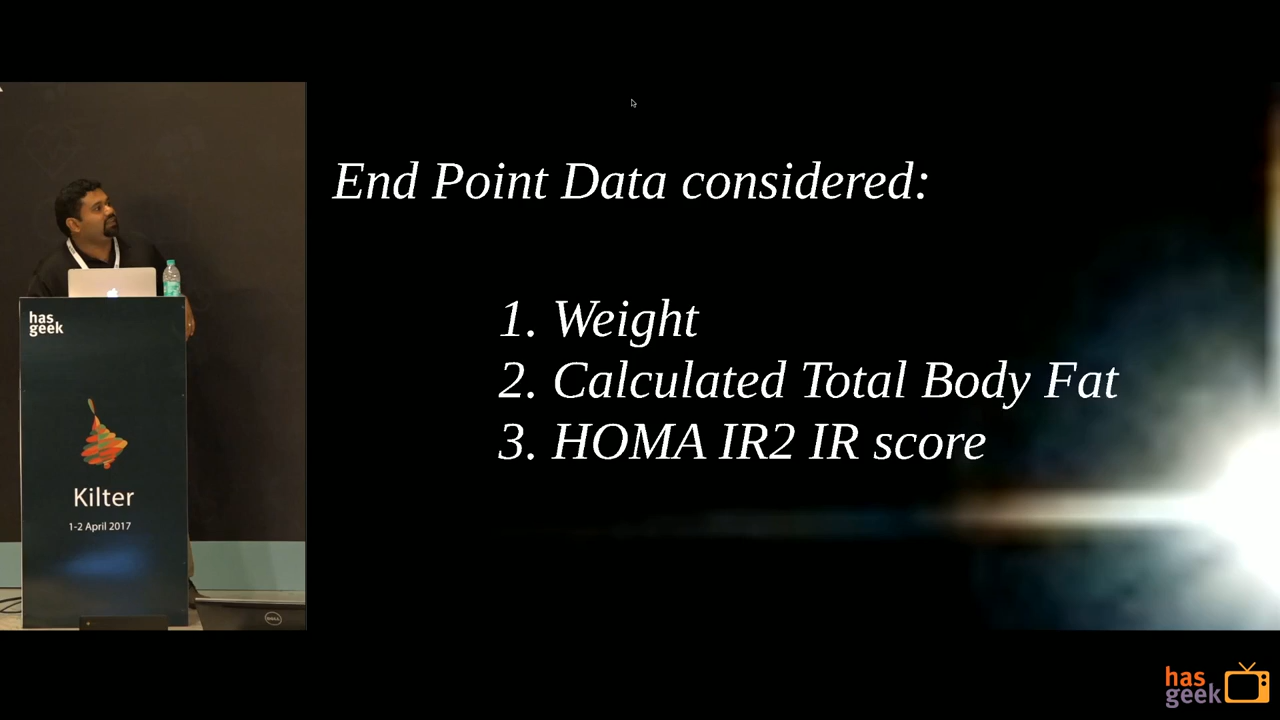 End Point Data considered:
1. Weight
2. Calculated Total Body Fat
3. HOMA IR2 IR score
has
geek
Kilter
1-2 April 2017
DELL
has
geek